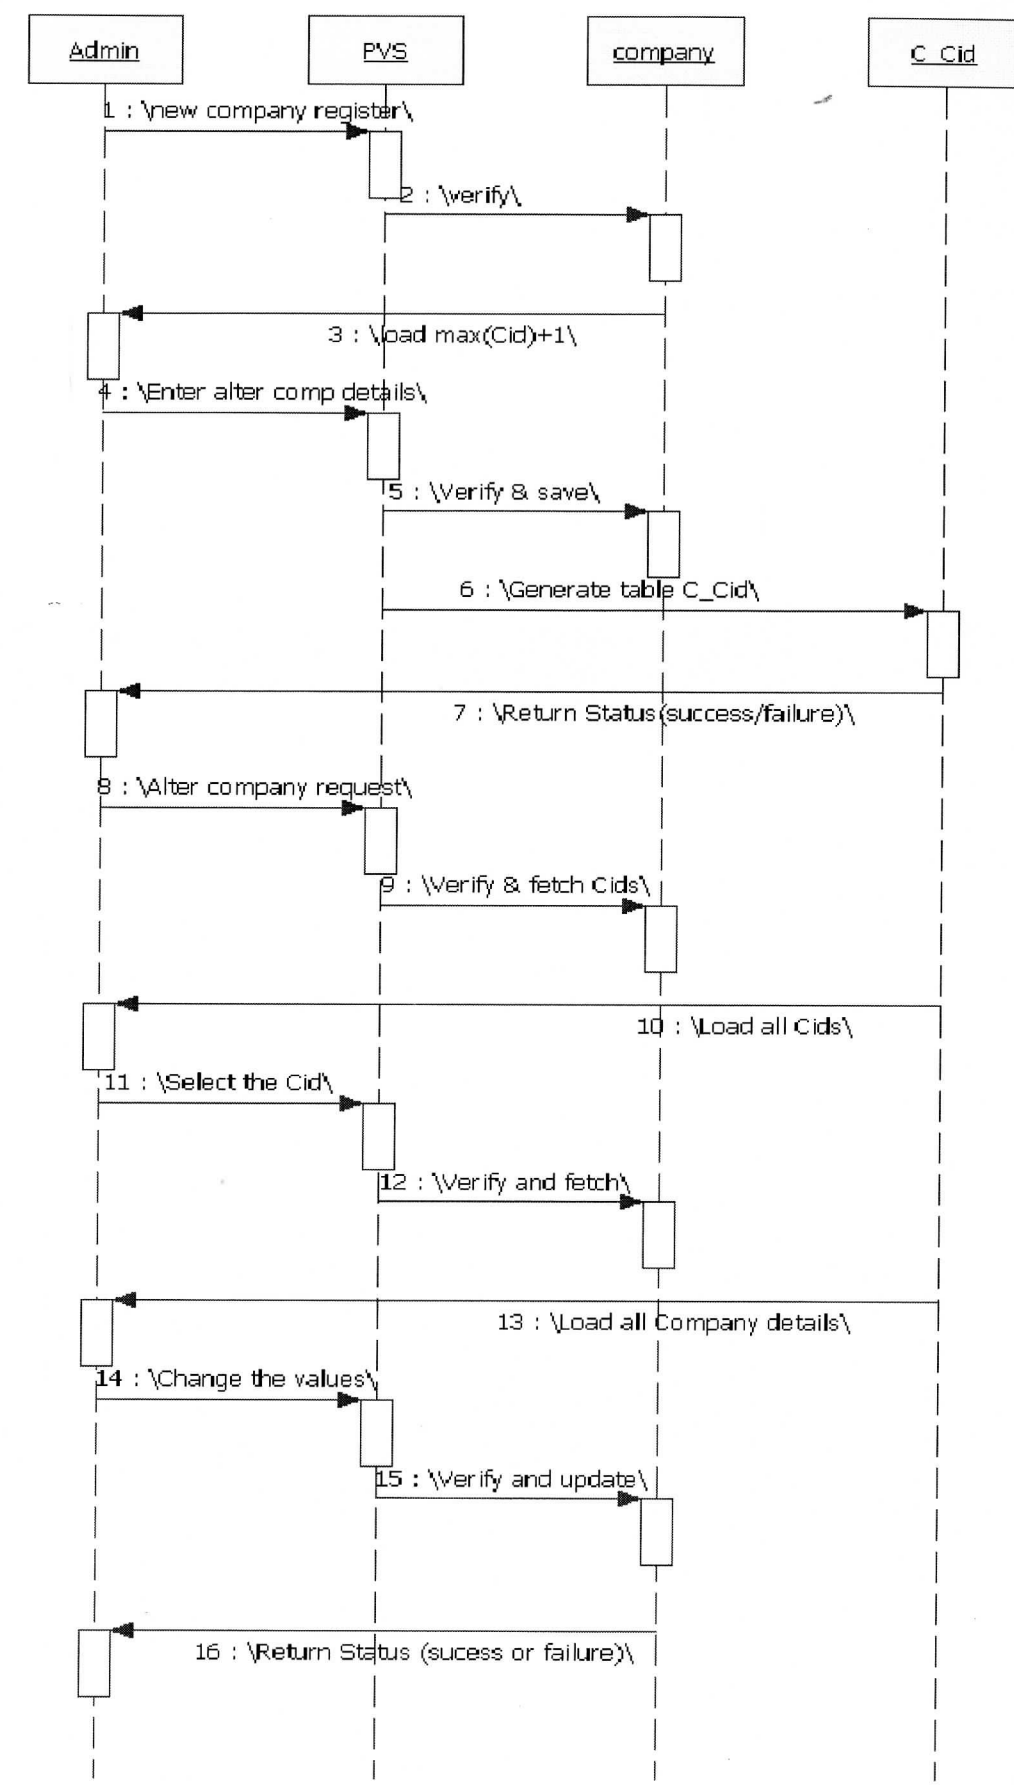 Admin
PVS
company
C_Cid
1 : \new company register\
2 : \verify\
3 : \load max(Cid)+1\
4 : \Enter alter comp details\
5 : \Verify & save\
6 : \Generate table C_Cid\
7 : \Return Status(success/failure)\
8 : \Alter company request\
9 : \Verify & fetch Cids\
10 : \Load all Cids\
11 : \Select the Cid\
12 : \Verify and fetch\
13 : \Load all Company details\
14 : \Change the values\
15 : \Verify and update\
16 : \Return Status (sucess or failure)\